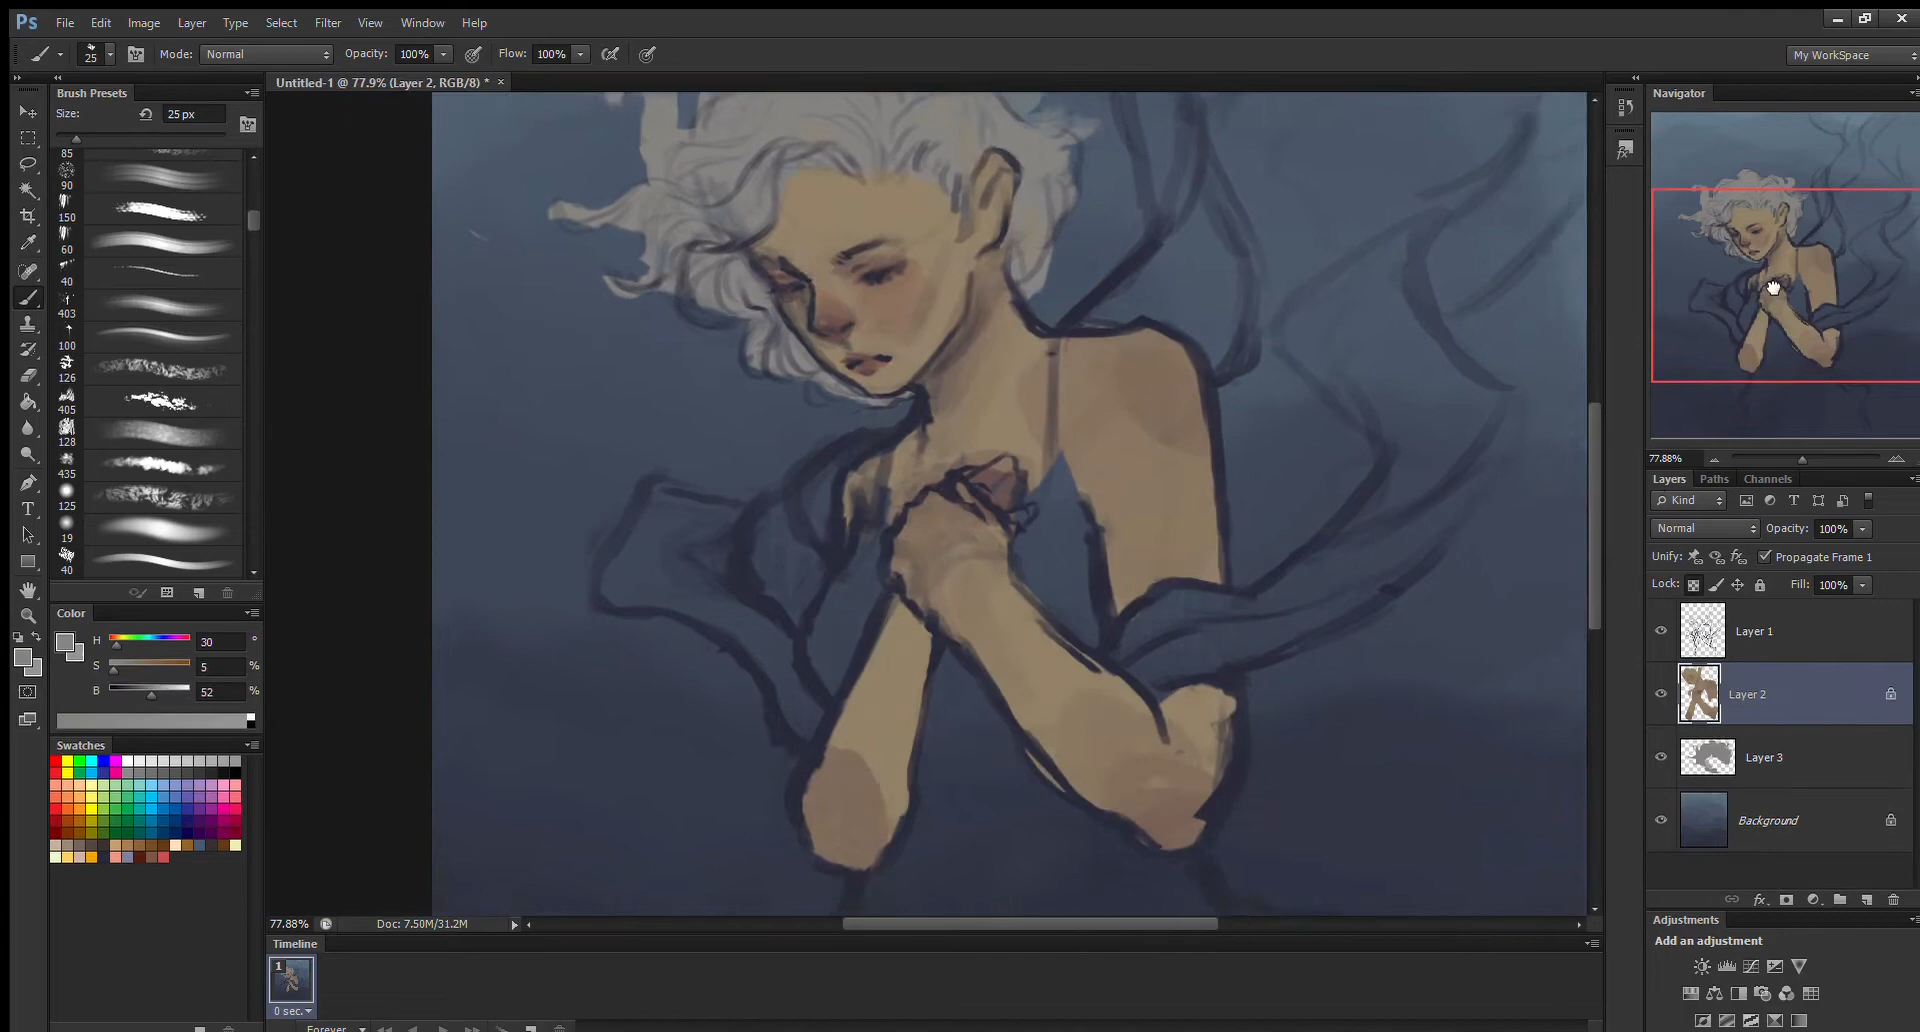 Ps File Edit Image Layer Type Select Filter View Window Help
25 Mode: Normal Opacity: 100% Flow: 100% My WorkSpace
Untitled-1 @ 77.9% (Layer 2, RGB/8) * ×
Brush Presets
Size: 25 px
85
90
150
60
40
403
100
126
405
128
435
125
19
40
Color
H 30 °
S 5 %
B 52 %
Swatches
77.88% Doc: 7.50M/31.2M
Timeline
1
0 sec.
Forever
Navigator
77.88%
Layers Paths Channels
Kind
Normal Opacity: 100%
Unify: Propagate Frame 1
Lock: Fill: 100%
Layer 1
Layer 2
Layer 3
Background
fx
Adjustments
Add an adjustment